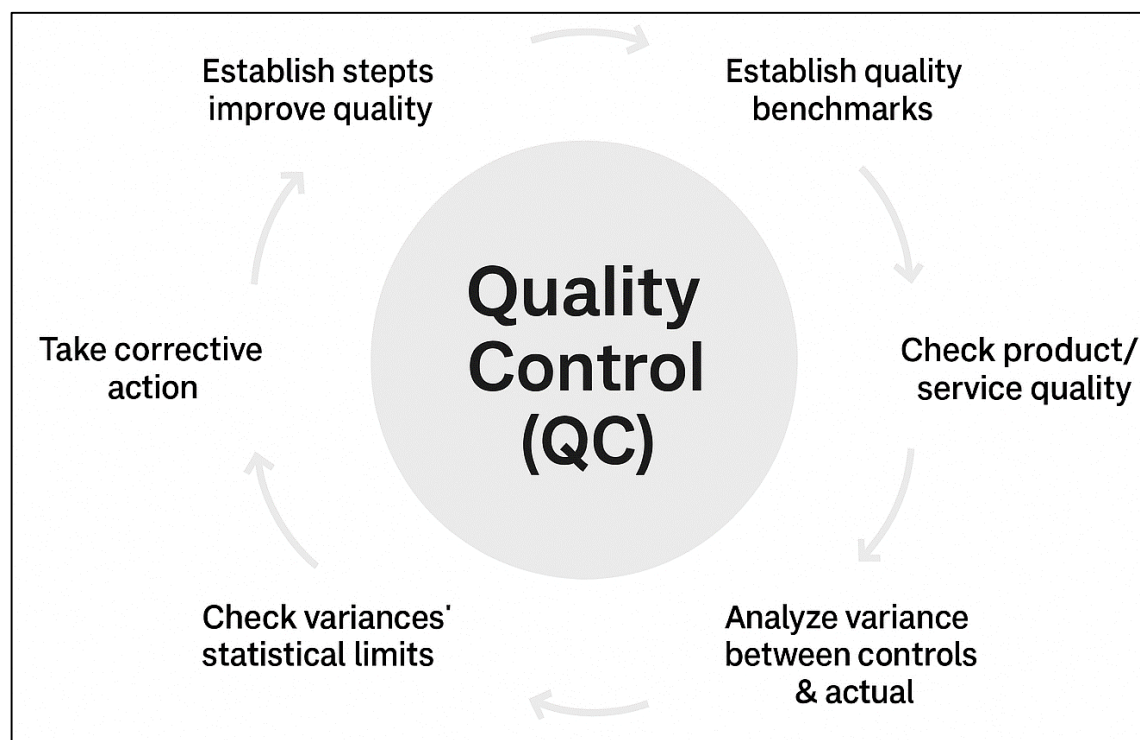 Establish stepts
improve quality
Establish quality
benchmarks
Quality
Control
(QC)
Take corrective
action
Check product/
service quality
Check variances'
statistical limits
Analyze variance
between controls
& actual